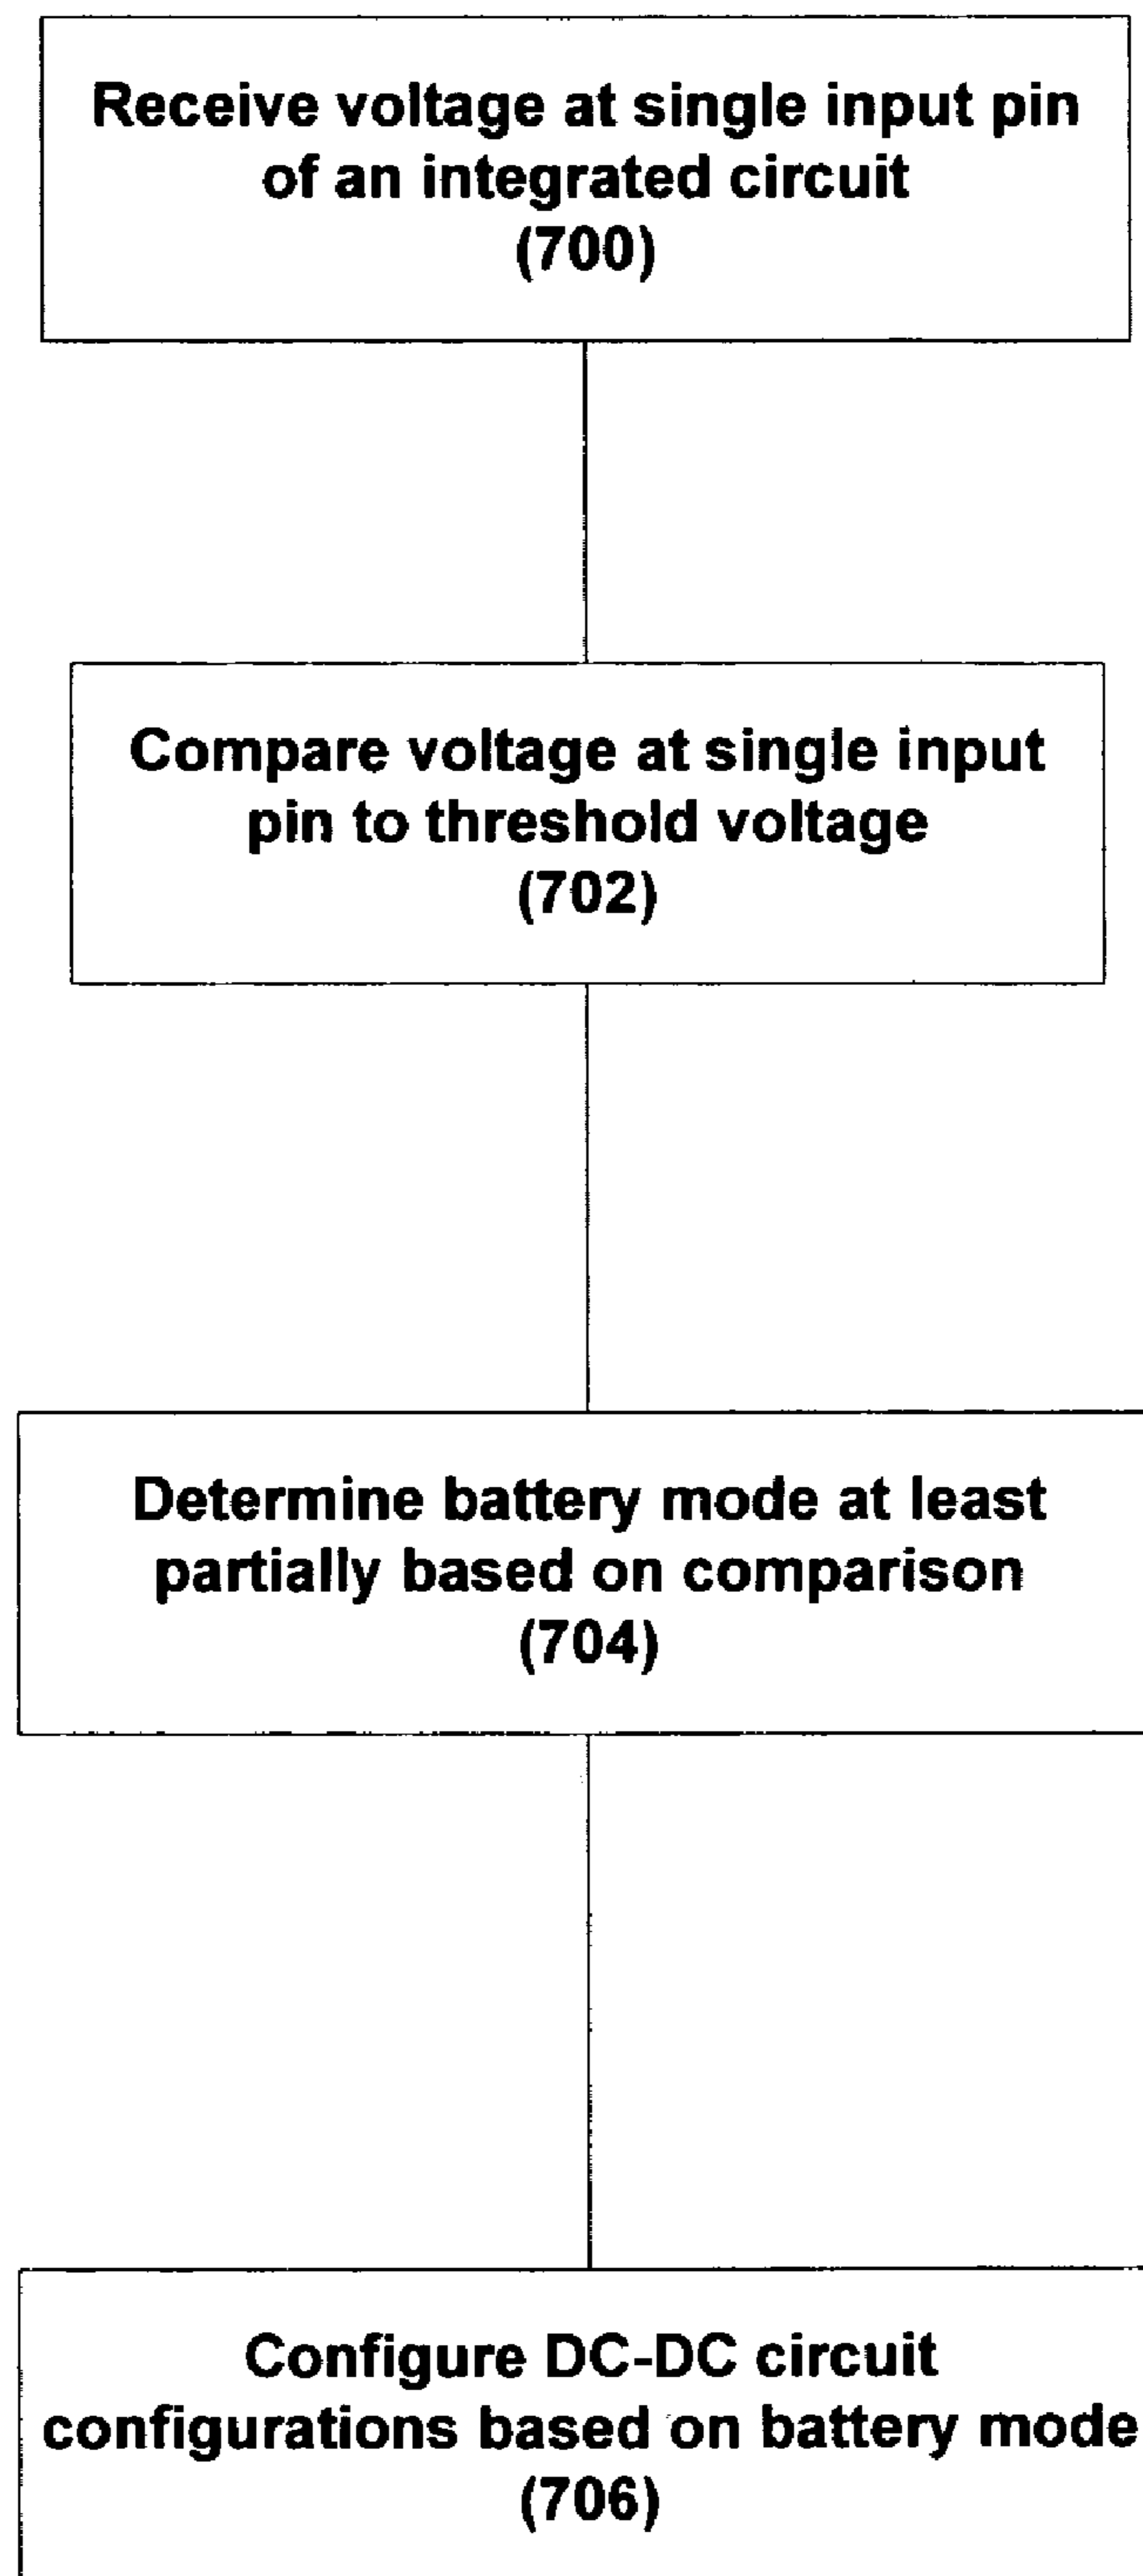 Receive voltage at single input pin
of an integrated circuit
(700)
Compare voltage at single input
pin to threshold voltage
(702)
Determine battery mode at least
partially based on comparison
(704)
Configure DC-DC circuit
configurations based on battery mode
(706)